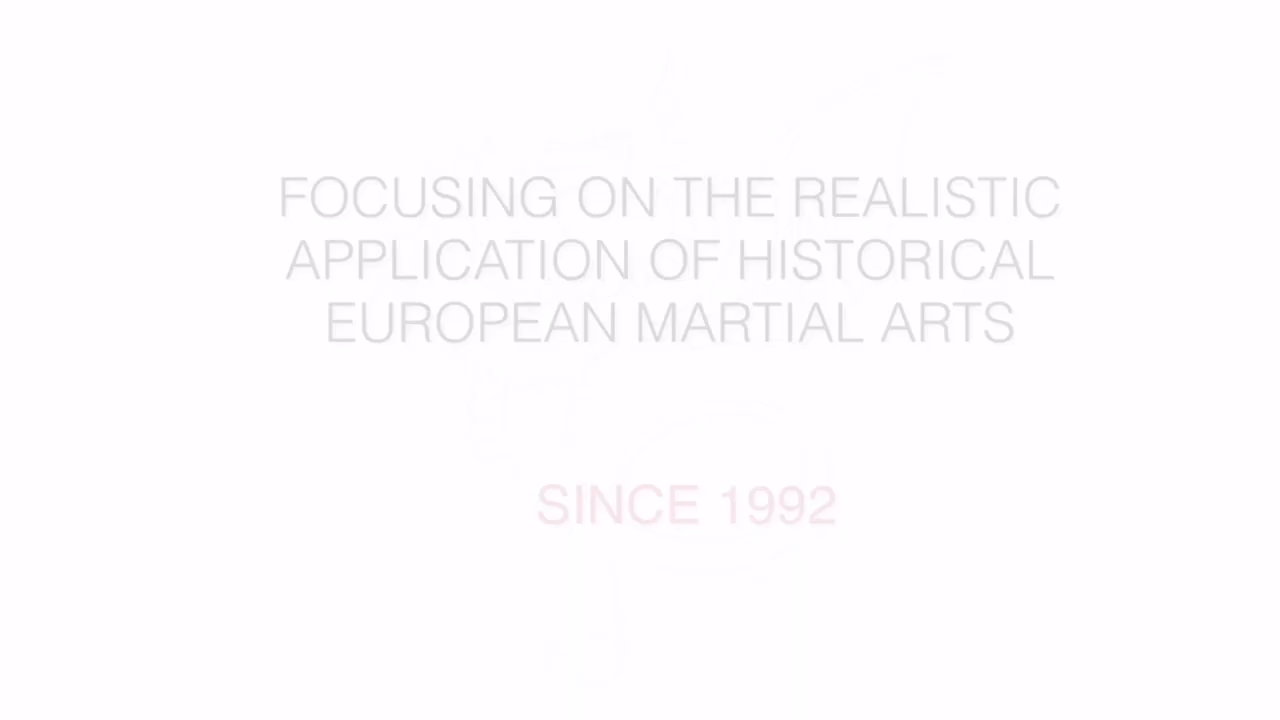 FOCUSING ON THE REALISTIC
APPLICATION OF HISTORICAL
EUROPEAN MARTIAL ARTS
SINCE 1992